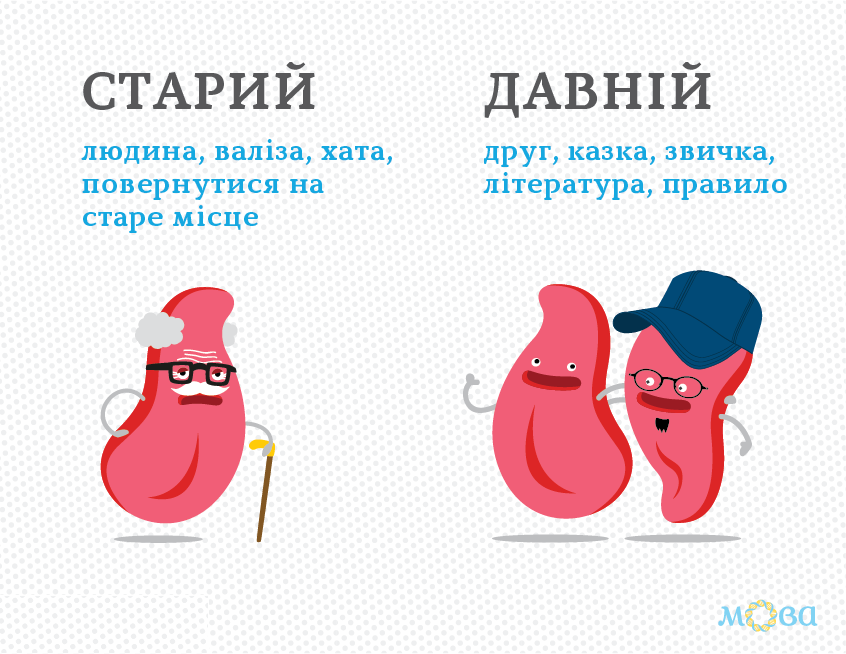 СТАРИЙ
людина, валіза, хата,
повернутися на
старе місце
ДАВНІЙ
друг, казка, звичка,
література, правило
мова